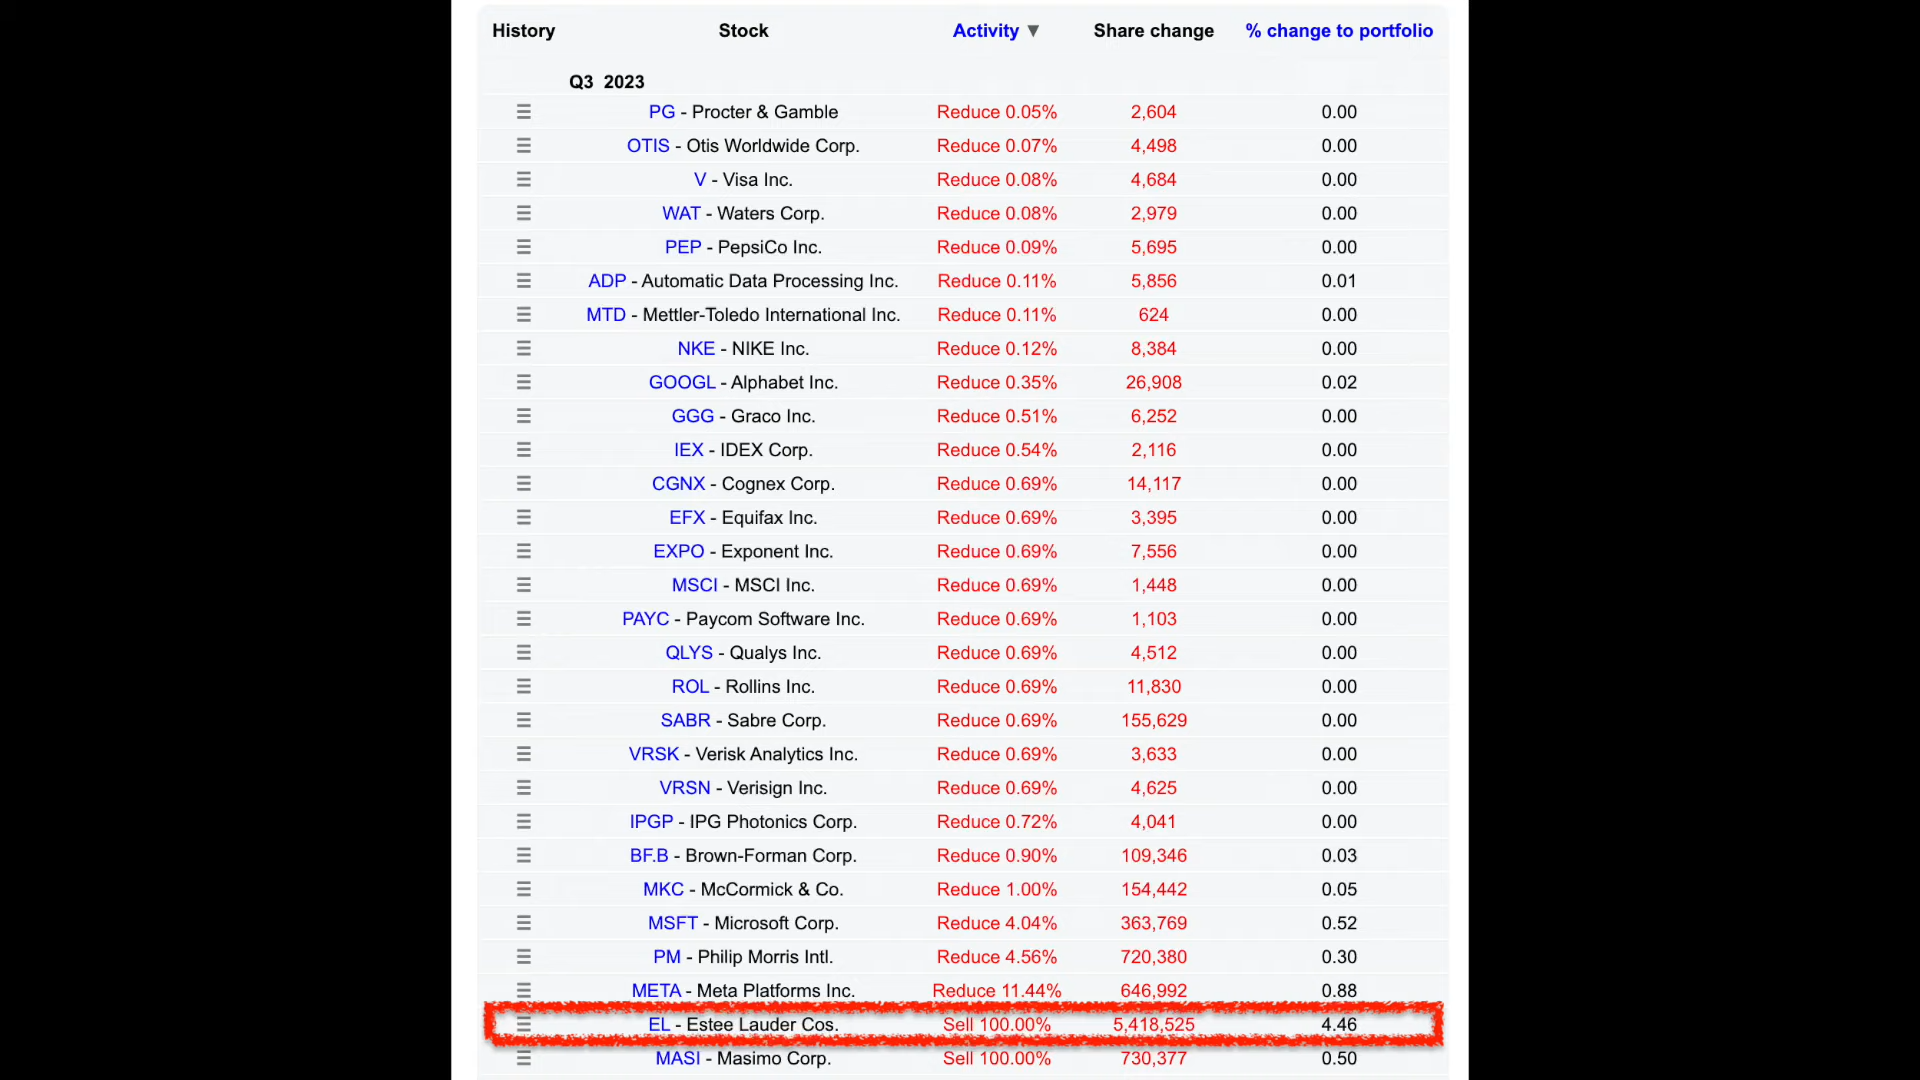 History Stock Activity ▼ Share change % change to portfolio
Q3 2023
PG - Procter & Gamble Reduce 0.05% 2,604 0.00
OTIS - Otis Worldwide Corp. Reduce 0.07% 4,498 0.00
V - Visa Inc. Reduce 0.08% 4,684 0.00
WAT - Waters Corp. Reduce 0.08% 2,979 0.00
PEP - PepsiCo Inc. Reduce 0.09% 5,695 0.00
ADP - Automatic Data Processing Inc. Reduce 0.11% 5,856 0.01
MTD - Mettler-Toledo International Inc. Reduce 0.11% 624 0.00
NKE - NIKE Inc. Reduce 0.12% 8,384 0.00
GOOGL - Alphabet Inc. Reduce 0.35% 26,908 0.02
GGG - Graco Inc. Reduce 0.51% 6,252 0.00
IEX - IDEX Corp. Reduce 0.54% 2,116 0.00
CGNX - Cognex Corp. Reduce 0.69% 14,117 0.00
EFX - Equifax Inc. Reduce 0.69% 3,395 0.00
EXPO - Exponent Inc. Reduce 0.69% 7,556 0.00
MSCI - MSCI Inc. Reduce 0.69% 1,448 0.00
PAYC - Paycom Software Inc. Reduce 0.69% 1,103 0.00
QLYS - Qualys Inc. Reduce 0.69% 4,512 0.00
ROL - Rollins Inc. Reduce 0.69% 11,830 0.00
SABR - Sabre Corp. Reduce 0.69% 155,629 0.00
VRSK - Verisk Analytics Inc. Reduce 0.69% 3,633 0.00
VRSN - Verisign Inc. Reduce 0.69% 4,625 0.00
IPGP - IPG Photonics Corp. Reduce 0.72% 4,041 0.00
BF.B - Brown-Forman Corp. Reduce 0.90% 109,346 0.03
MKC - McCormick & Co. Reduce 1.00% 154,442 0.05
MSFT - Microsoft Corp. Reduce 4.04% 363,769 0.52
PM - Philip Morris Intl. Reduce 4.56% 720,380 0.30
META - Meta Platforms Inc. Reduce 11.44% 646,992 0.88
EL - Estee Lauder Cos. Sell 100.00% 5,418,525 4.46
MASI - Masimo Corp. Sell 100.00% 730,377 0.50